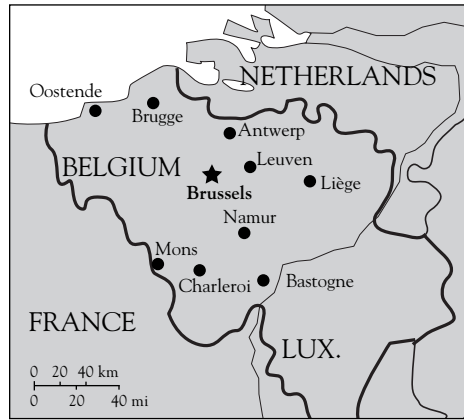 NETHERLANDS
Oostende
Brugge
Antwerp
BELGIUM
Leuven
Brussels
Liège
Namur
Mons
Charleroi
Bastogne
FRANCE
LUX.
0 20 40 km
0 20 40 mi